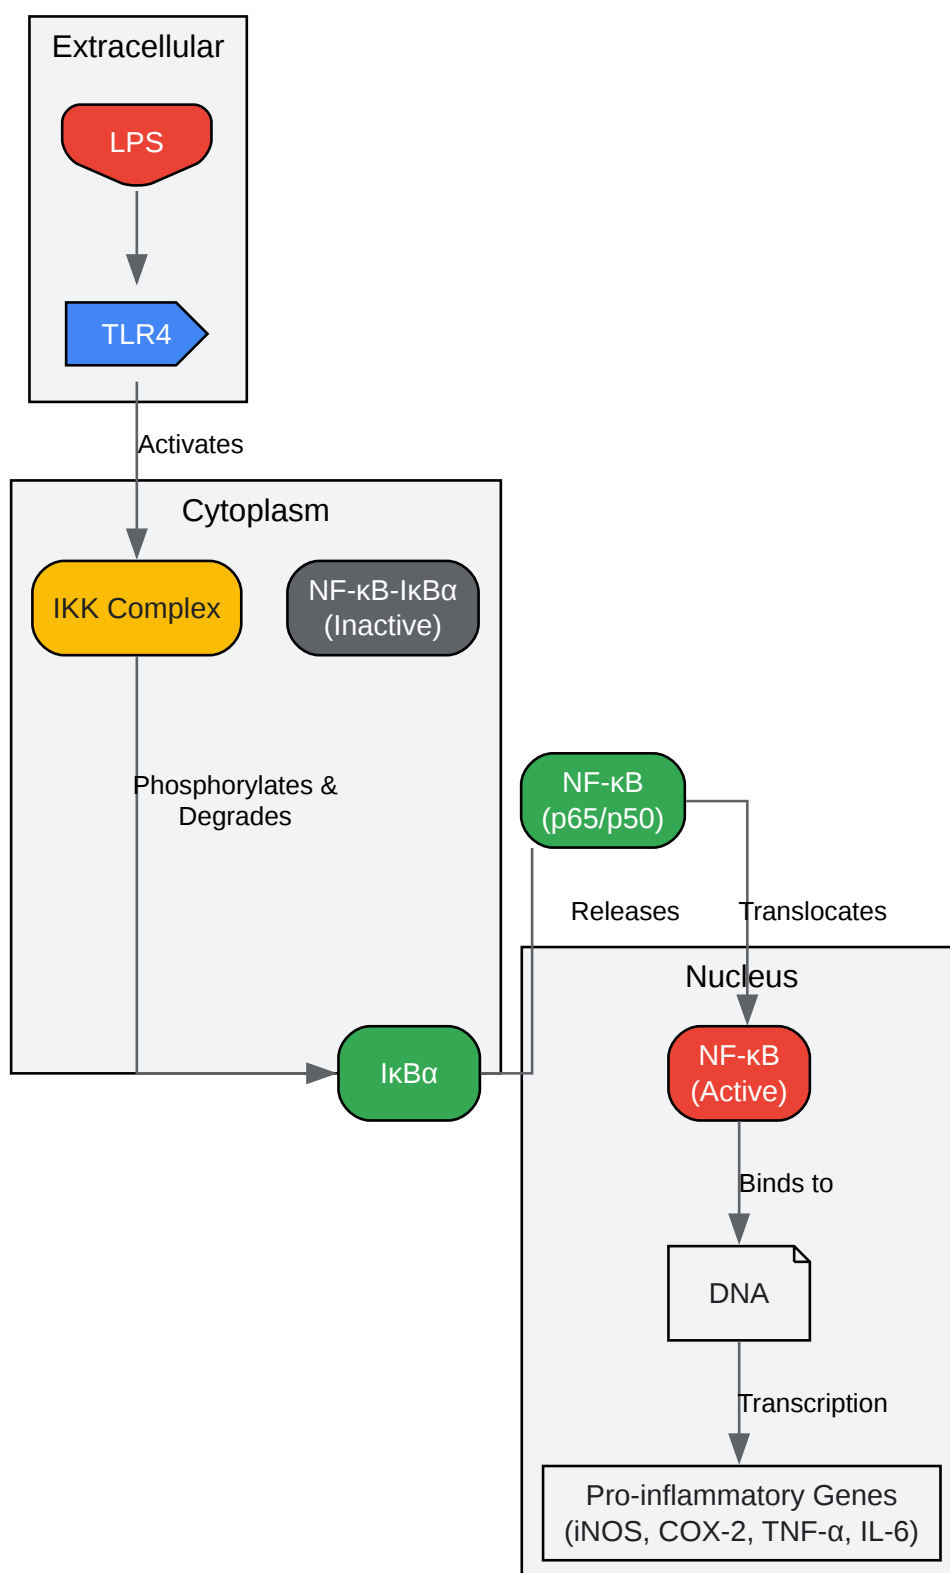 Extracellular
LPS
TLR4
Activates
Cytoplasm
IKK Complex
NF-κB-IκBα
(Inactive)
Phosphorylates &
Degrades
NF-κB
(p65/p50)
Releases
Translocates
Nucleus
IκBα
NF-κB
(Active)
Binds to
DNA
Transcription
Pro-inflammatory Genes
(iNOS, COX-2, TNF-α, IL-6)